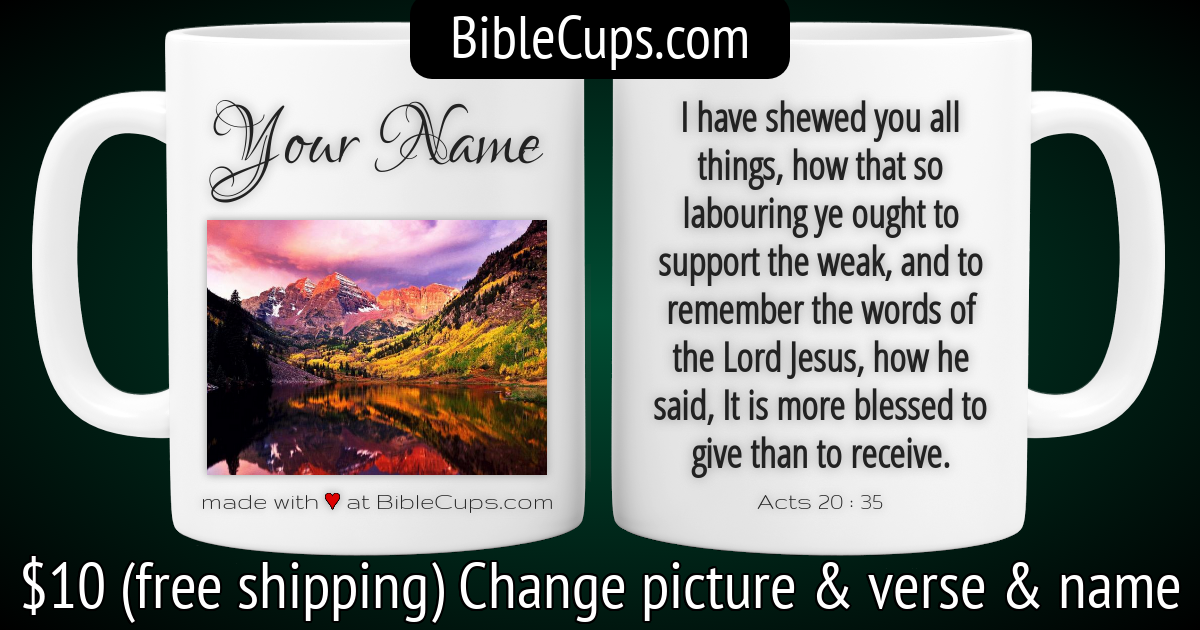 BibleCups.com
Your Name
made with ♥ at BibleCups.com
I have shewed you all
things, how that so
labouring ye ought to
support the weak, and to
remember the words of
the Lord Jesus, how he
said, It is more blessed to
give than to receive.
Acts 20 : 35
$10 (free shipping) Change picture & verse & name